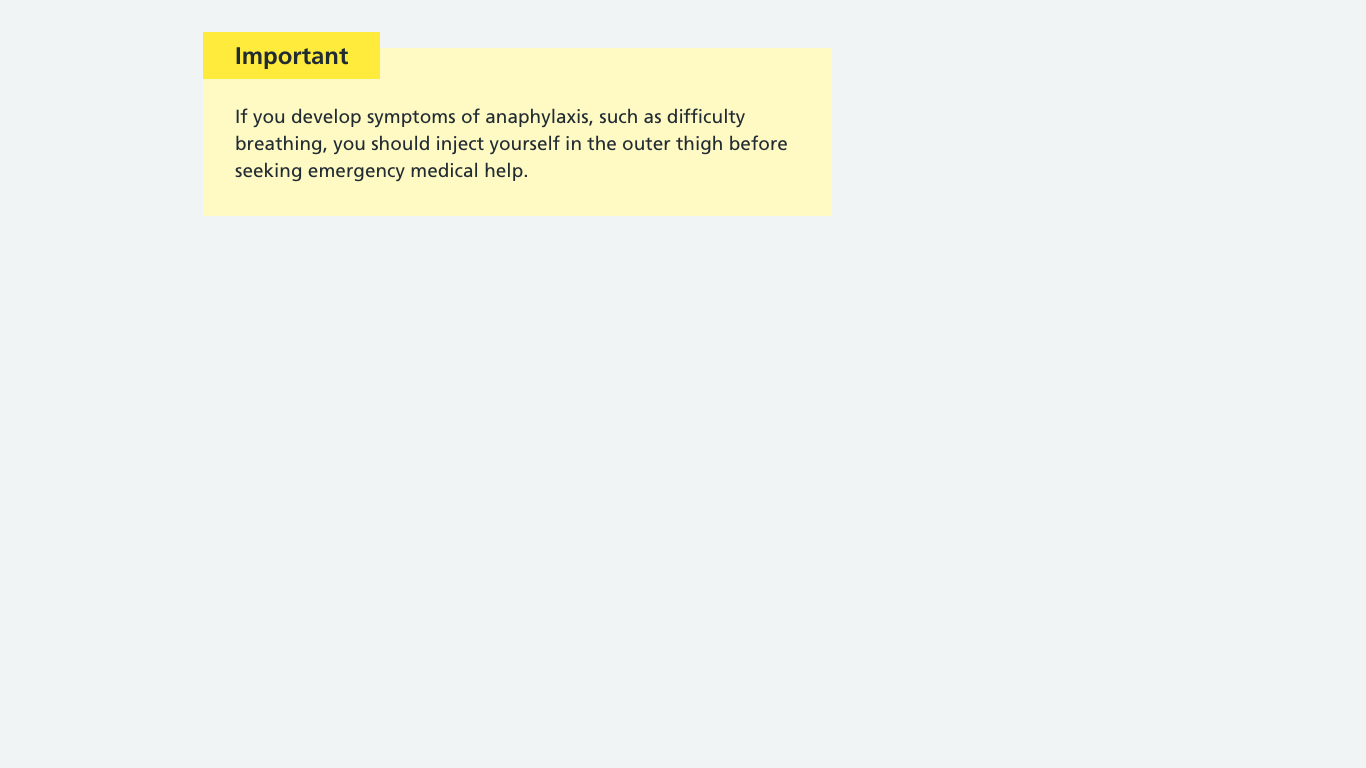 Important
If you develop symptoms of anaphylaxis, such as difficulty
breathing, you should inject yourself in the outer thigh before
seeking emergency medical help.